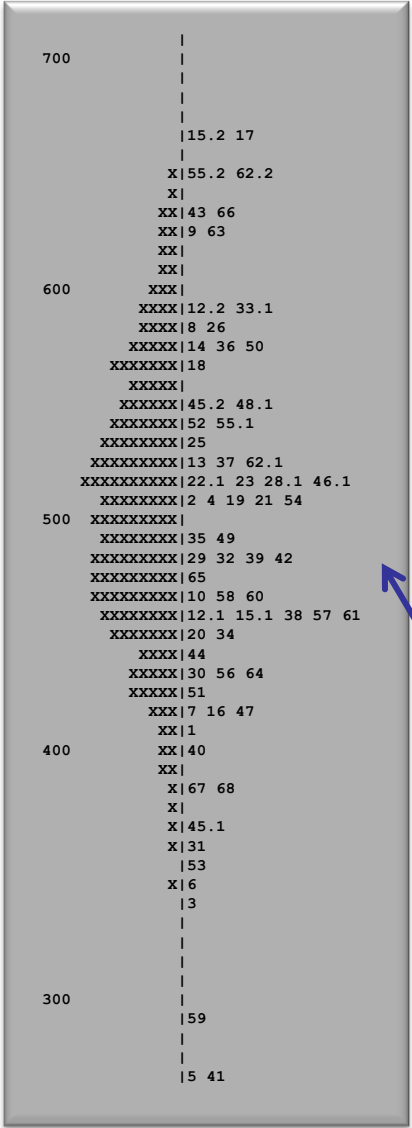 |
700 |
|
|
|
|15.2 17
|
X|55.2 62.2
X|
XX|43 66
XX|9 63
XX|
XX|
600 XXX|
XXXX|12.2 33.1
XXXX|8 26
XXXXX|14 36 50
XXXXXXX|18
XXXXX|
XXXXXX|45.2 48.1
XXXXXXX|52 55.1
XXXXXXXX|25
XXXXXXXXX|13 37 62.1
XXXXXXXXXX|22.1 23 28.1 46.1
XXXXXXXX|2 4 19 21 54
500 XXXXXXXXX|
XXXXXXXX|35 49
XXXXXXXXX|29 32 39 42
XXXXXXXXX|65
XXXXXXXXX|10 58 60
XXXXXXXX|12.1 15.1 38 57 61
XXXXXXX|20 34
XXXX|44
XXXXX|30 56 64
XXXXX|51
XXX|7 16 47
XX|1
400 XX|40
XX|
X|67 68
X|
X|45.1
X|31
|53
X|6
|3
|
|
|
|
300 |
|59
|
|
|5 41